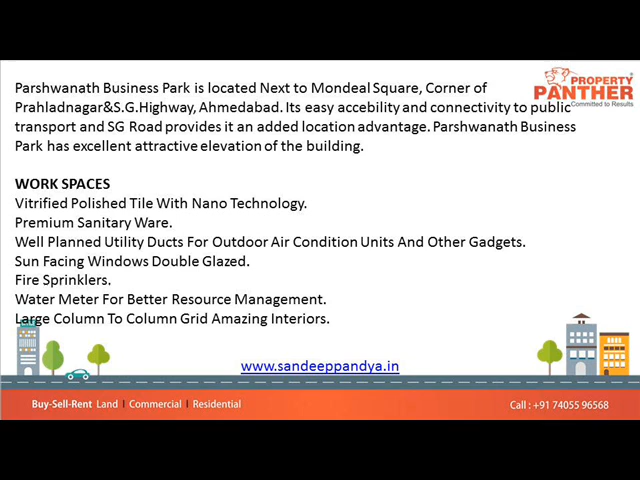 PROPERTY
PANTHER
Committed to Results
Parshwanath Business Park is located Next to Mondeal Square, Corner of
Prahladnagar&S.G.Highway, Ahmedabad. Its easy accebility and connectivity to public
transport and SG Road provides it an added location advantage. Parshwanath Business
Park has excellent attractive elevation of the building.
WORK SPACES
Vitrified Polished Tile With Nano Technology.
Premium Sanitary Ware.
Well Planned Utility Ducts For Outdoor Air Condition Units And Other Gadgets.
Sun Facing Windows Double Glazed.
Fire Sprinklers.
Water Meter For Better Resource Management.
Large Column To Column Grid Amazing Interiors.
www.sandeeppandya.in
Buy-Sell-Rent Land | Commercial | Residential
Call : +91 74055 96568